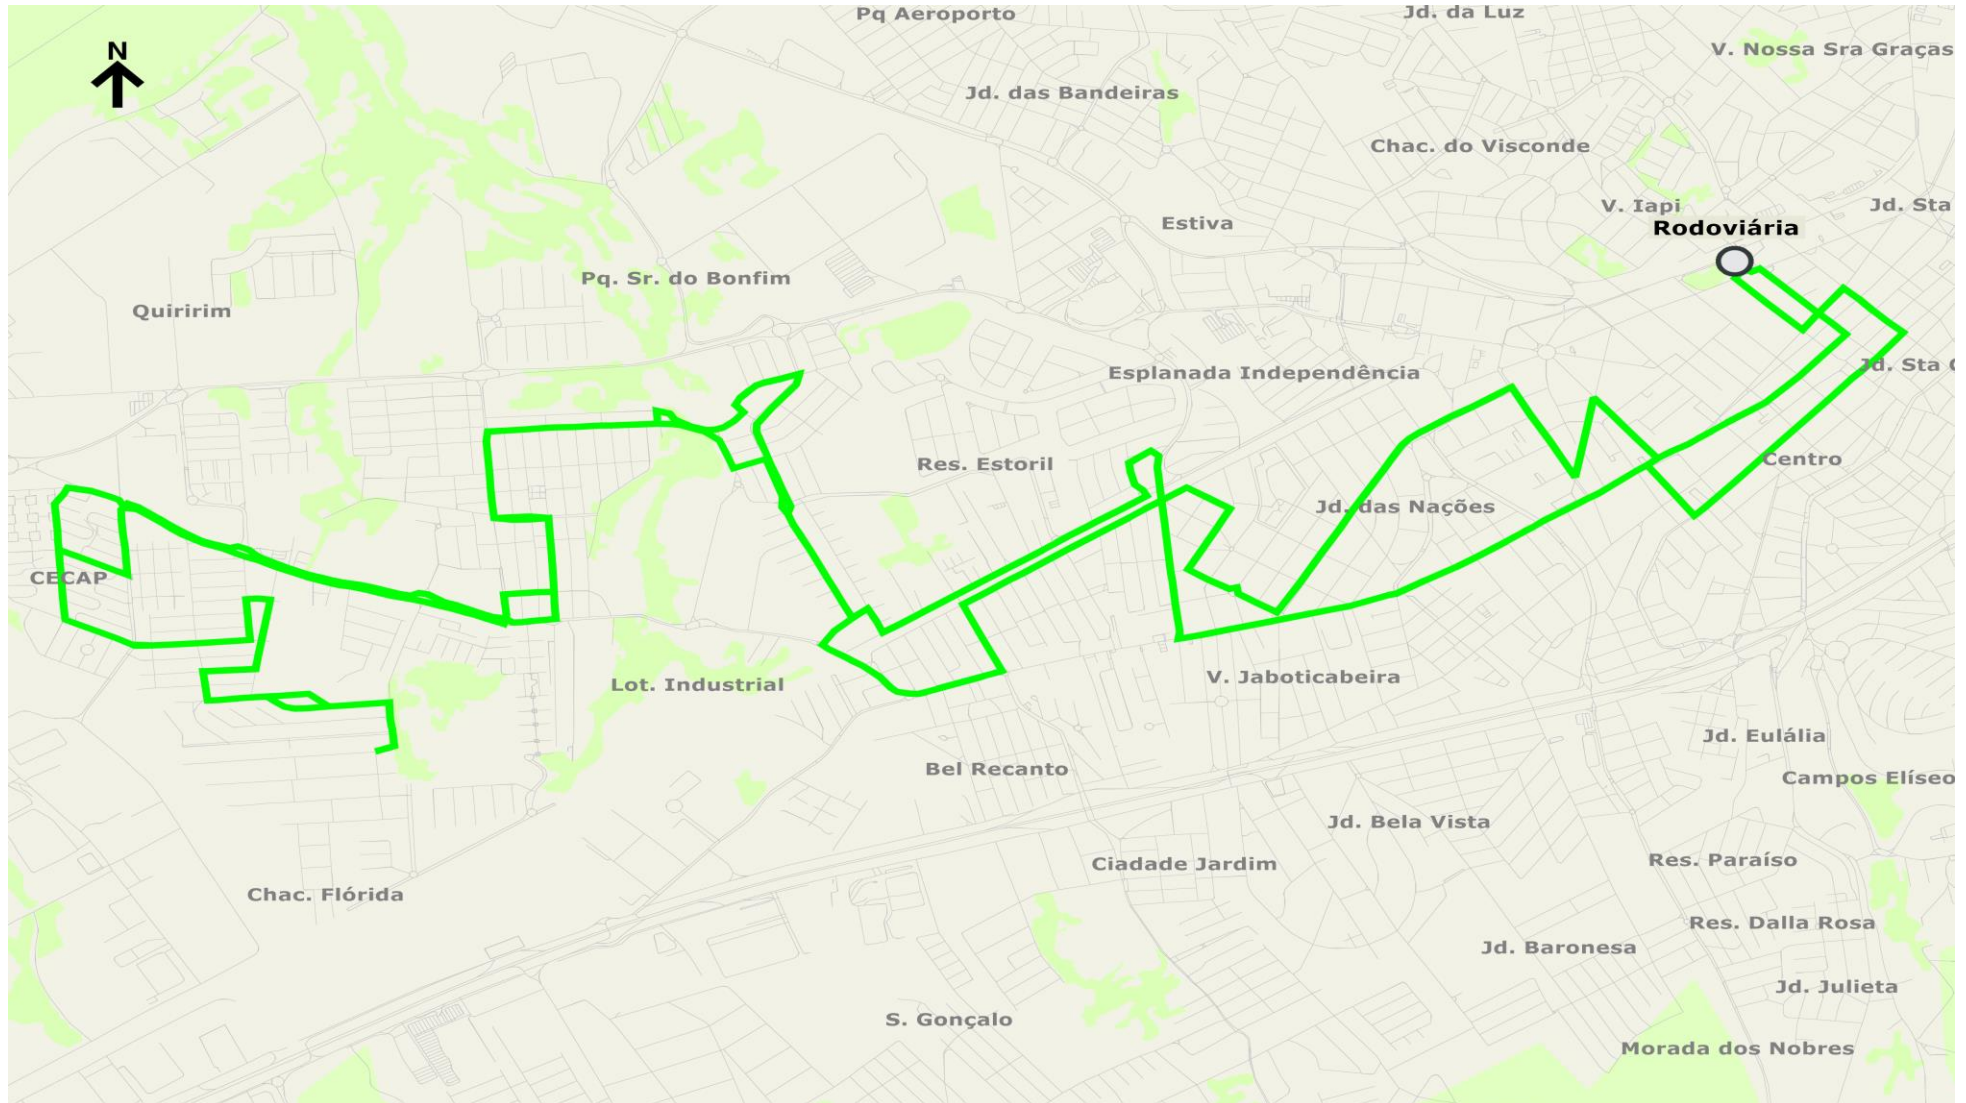 Pq Aeroporto
Jd. da Luz
N
V. Nossa Sra Graças
Jd. das Bandeiras
Chac. do Visconde
V. Iapi
Jd. Sta
Estiva
Rodoviária
Pq. Sr. do Bonfim
Quiririm
Esplanada Independência
Jd. Sta
Res. Estoril
Centro
Jd. das Nações
CECAP
Lot. Industrial
V. Jaboticabeira
Jd. Eulália
Bel Recanto
Campos Elíseo
Jd. Bela Vista
Ciadade Jardim
Res. Paraíso
Chac. Flórida
Res. Dalla Rosa
Jd. Baronesa
Jd. Julieta
S. Gonçalo
Morada dos Nobres